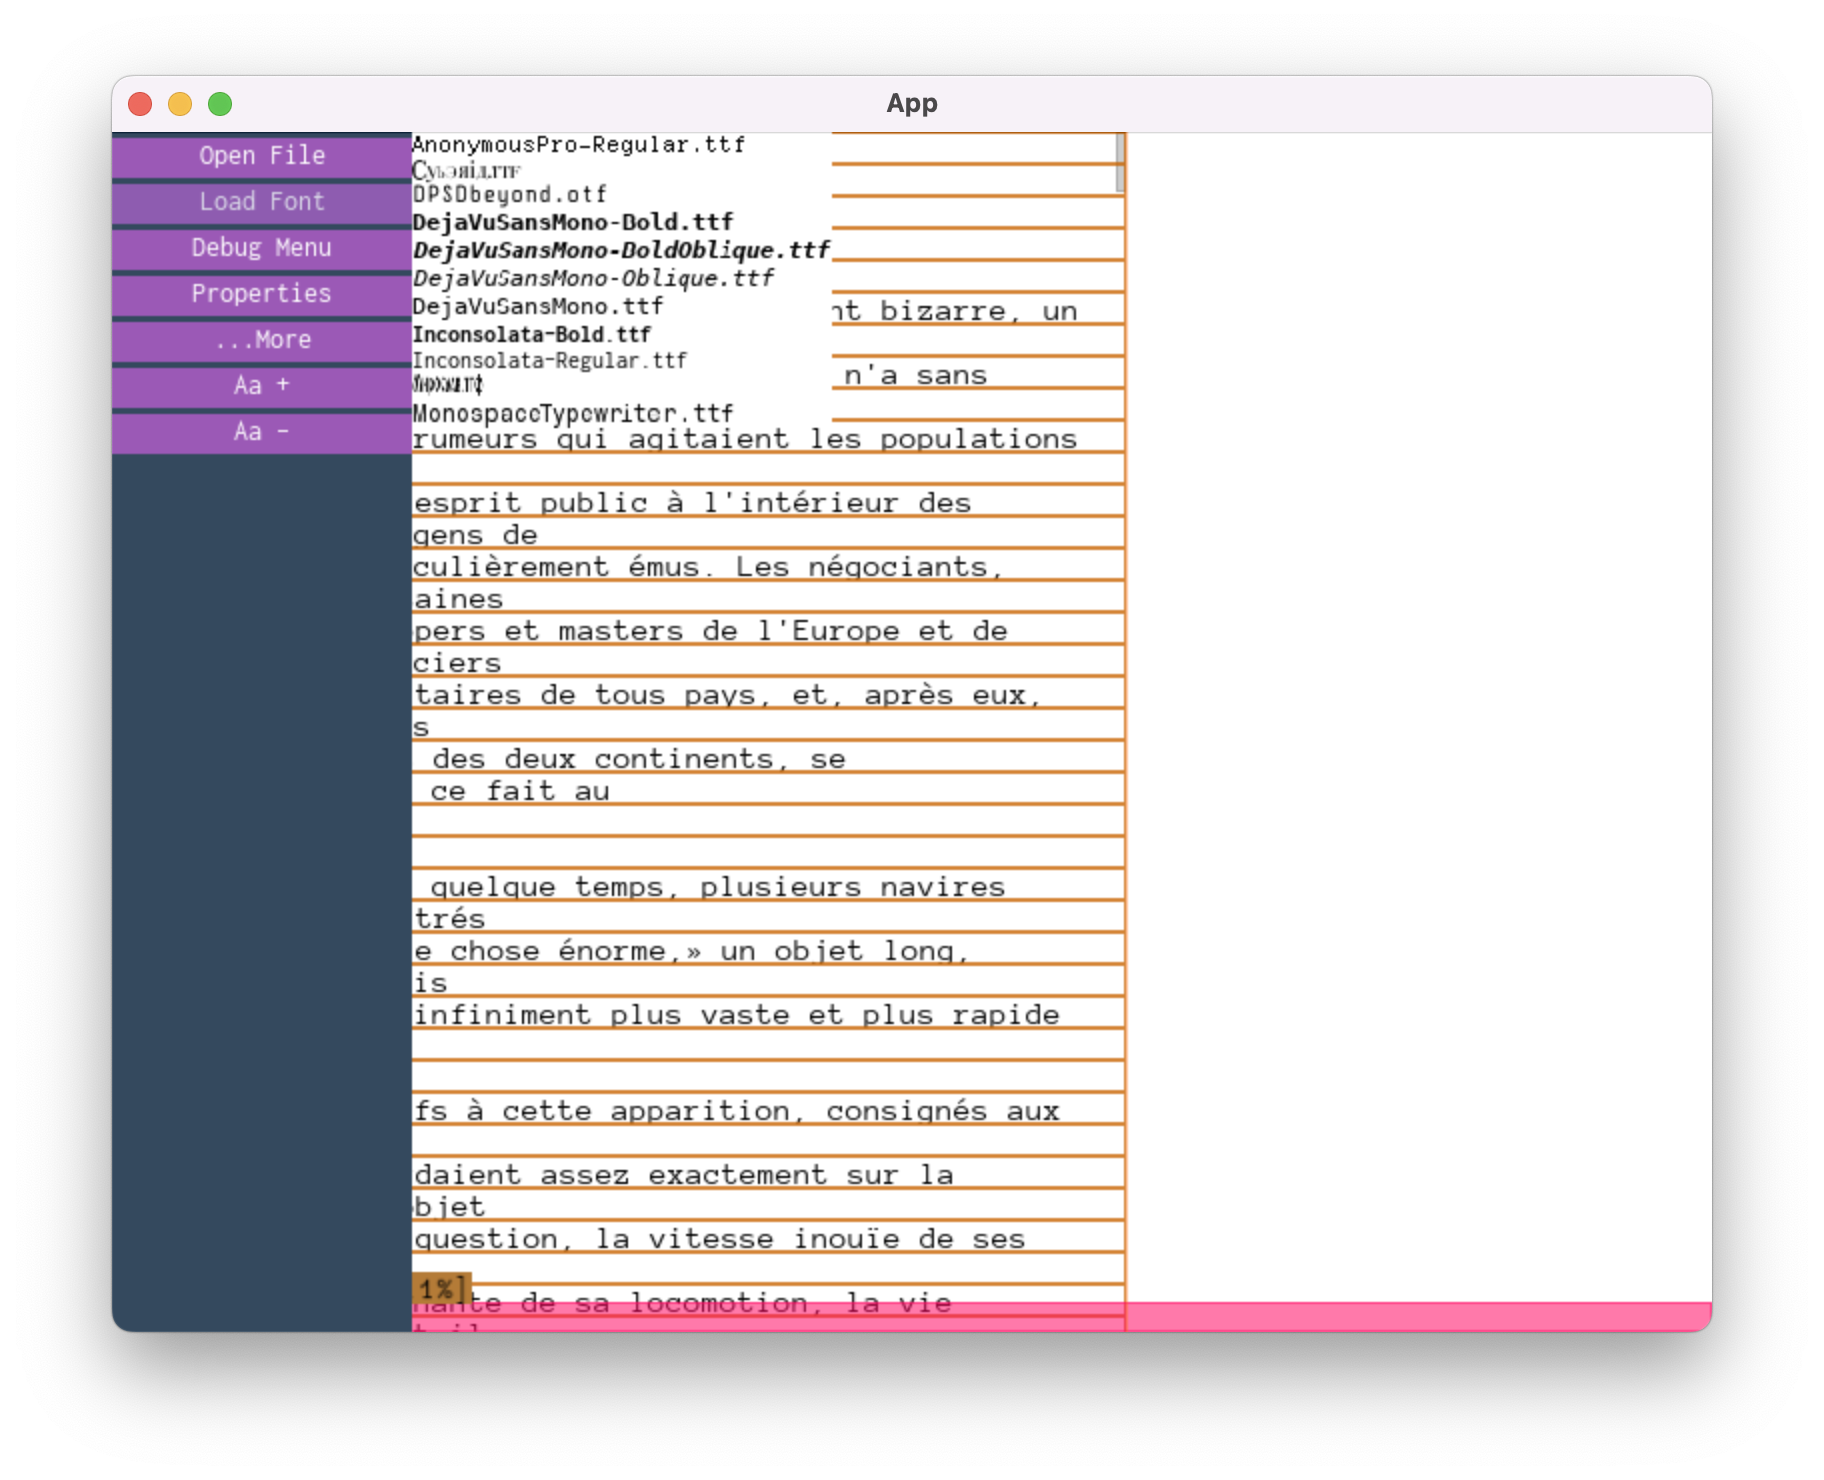 App
Open File
Load Font
Debug Menu
Properties
...More
Aa +
Aa -
AnonymousPro-Regular.ttf
DPSDbeyond.otf
DejaVuSansMono-Bold.ttf
DejaVuSansMono-BoldOblique.ttf
DejaVuSansMono-Oblique.ttf
DejaVuSansMono.ttf
Inconsolata-Bold.ttf
Inconsolata-Regular.ttf
MonospaceTypewriter.ttf
nt bizarre, un
n'a sans
rumeurs qui agitaient les populations
esprit public à l'intérieur des
gens de
culièrement émus. Les négociants,
aines
pers et masters de l'Europe et de
ciers
taires de tous pays, et, après eux,
s
des deux continents, se
ce fait au
quelque temps, plusieurs navires
trés
e chose énorme,» un objet long,
is
infiniment plus vaste et plus rapide
fs à cette apparition, consignés aux
daient assez exactement sur la
bjet
question, la vitesse inouïe de ses
1%]
nante de sa locomotion, la vie